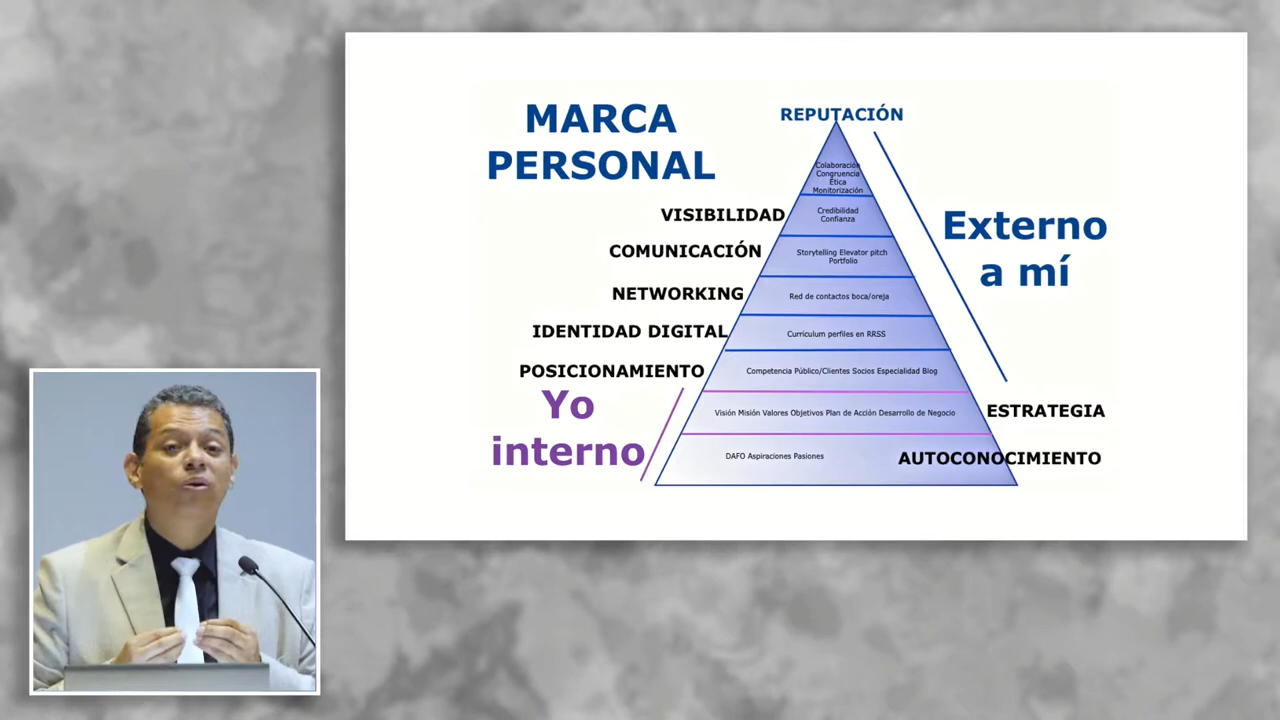 MARCA
PERSONAL
REPUTACIÓN
Colaboración
Congruencia
Ética
Monitorización
VISIBILIDAD
Credibilidad
Confianza
COMUNICACIÓN
Storytelling Elevator pitch
Portfolio
NETWORKING
Red de contactos boca/oreja
IDENTIDAD DIGITAL
Currículum perfiles en RRSS
POSICIONAMIENTO
Competencia Público/Clientes Socios Especialidad Blog
Externo
a mí
Yo
interno
Visión Misión Valores Objetivos Plan de Acción Desarrollo de Negocio
ESTRATEGIA
DAFO Aspiraciones Pasiones
AUTOCONOCIMIENTO